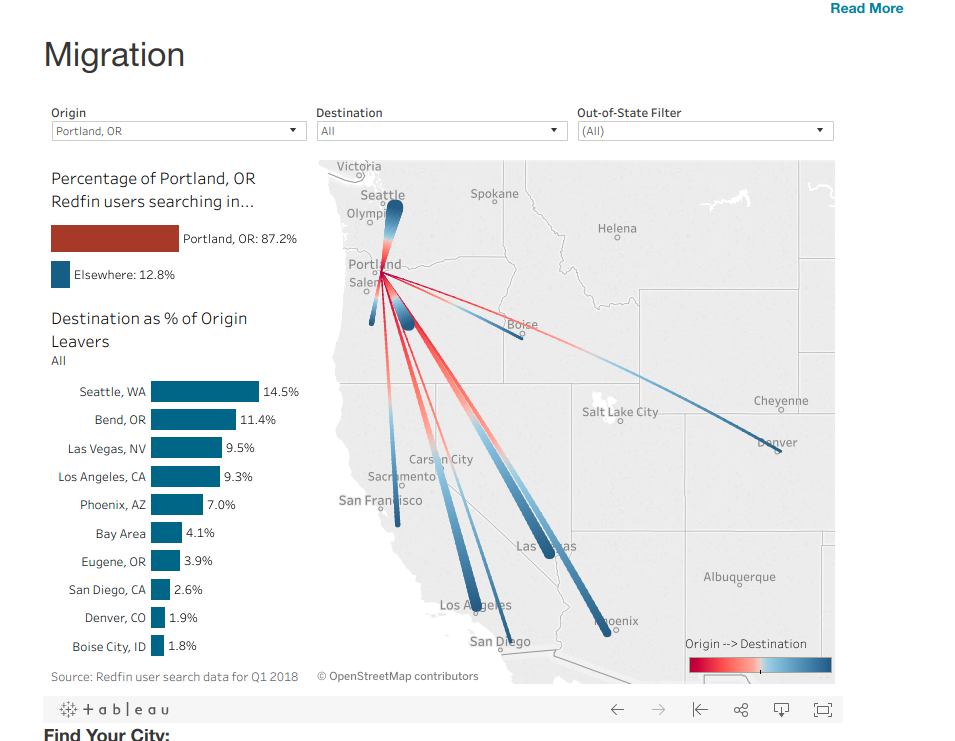 Read More
Migration
Origin
Destination
Out-of-State Filter
Portland, OR
All
(All)
Percentage of Portland, OR
Redfin users searching in...
Portland, OR: 87.2%
Elsewhere: 12.8%
Destination as % of Origin
Leavers
All
Seattle, WA 14.5%
Bend, OR 11.4%
Las Vegas, NV 9.5%
Los Angeles, CA 9.3%
Phoenix, AZ 7.0%
Bay Area 4.1%
Eugene, OR 3.9%
San Diego, CA 2.6%
Denver, CO 1.9%
Boise City, ID 1.8%
Source: Redfin user search data for Q1 2018
Victoria
Seattle
Spokane
Olympi
Helena
Portland
Salem
Boise
Cheyenne
Salt Lake City
Denver
Carson City
Sacramento
San Francisco
Las Vegas
Albuquerque
Los Angeles
Phoenix
San Diego
Origin --> Destination
© OpenStreetMap contributors
+ a b | e a u
Find Your City: